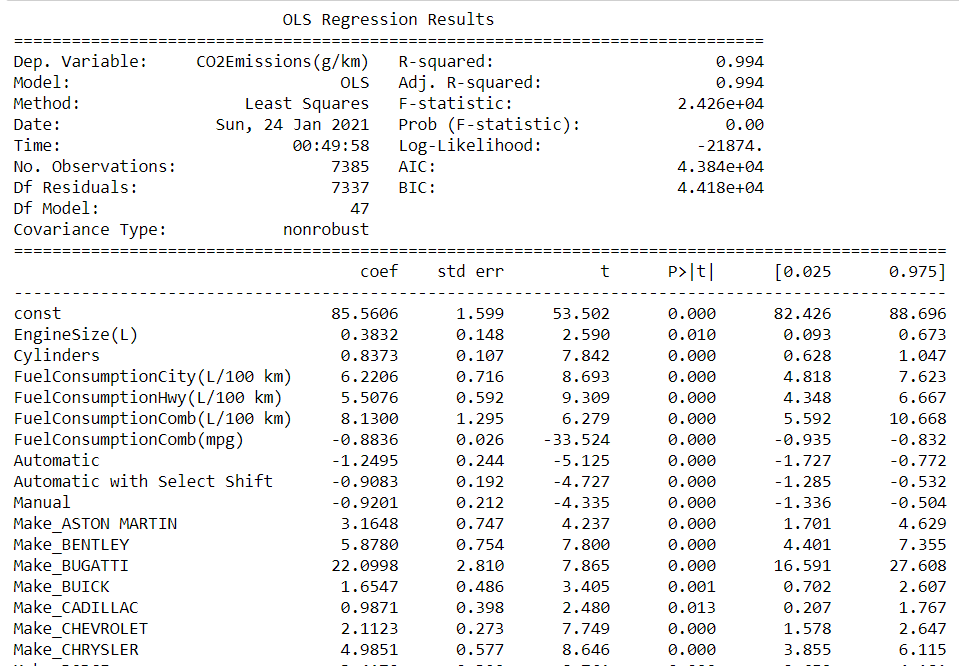 OLS Regression Results
==============================================================================
Dep. Variable: CO2Emissions(g/km) R-squared: 0.994
Model: OLS Adj. R-squared: 0.994
Method: Least Squares F-statistic: 2.426e+04
Date: Sun, 24 Jan 2021 Prob (F-statistic): 0.00
Time: 00:49:58 Log-Likelihood: -21874.
No. Observations: 7385 AIC: 4.384e+04
Df Residuals: 7337 BIC: 4.418e+04
Df Model: 47
Covariance Type: nonrobust
=================================================================================================
coef std err t P>|t| [0.025 0.975]
-------------------------------------------------------------------------------------------------
const 85.5606 1.599 53.502 0.000 82.426 88.696
EngineSize(L) 0.3832 0.148 2.590 0.010 0.093 0.673
Cylinders 0.8373 0.107 7.842 0.000 0.628 1.047
FuelConsumptionCity(L/100 km) 6.2206 0.716 8.693 0.000 4.818 7.623
FuelConsumptionHwy(L/100 km) 5.5076 0.592 9.309 0.000 4.348 6.667
FuelConsumptionComb(L/100 km) 8.1300 1.295 6.279 0.000 5.592 10.668
FuelConsumptionComb(mpg) -0.8836 0.026 -33.524 0.000 -0.935 -0.832
Automatic -1.2495 0.244 -5.125 0.000 -1.727 -0.772
Automatic with Select Shift -0.9083 0.192 -4.727 0.000 -1.285 -0.532
Manual -0.9201 0.212 -4.335 0.000 -1.336 -0.504
Make_ASTON MARTIN 3.1648 0.747 4.237 0.000 1.701 4.629
Make_BENTLEY 5.8780 0.754 7.800 0.000 4.401 7.355
Make_BUGATTI 22.0998 2.810 7.865 0.000 16.591 27.608
Make_BUICK 1.6547 0.486 3.405 0.001 0.702 2.607
Make_CADILLAC 0.9871 0.398 2.480 0.013 0.207 1.767
Make_CHEVROLET 2.1123 0.273 7.749 0.000 1.578 2.647
Make_CHRYSLER 4.9851 0.577 8.646 0.000 3.855 6.115